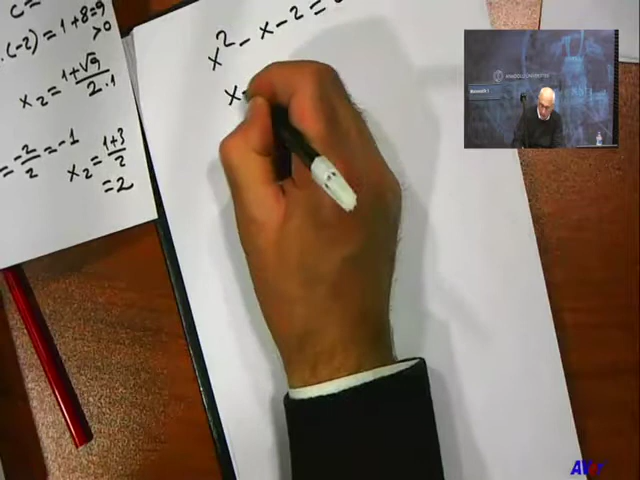 c=
.(-2)=1+8=9
>0
x₂=1+√9/2.1
=-2/2=-1
x₂=1+3/2
=2
x²-x-2=0
x